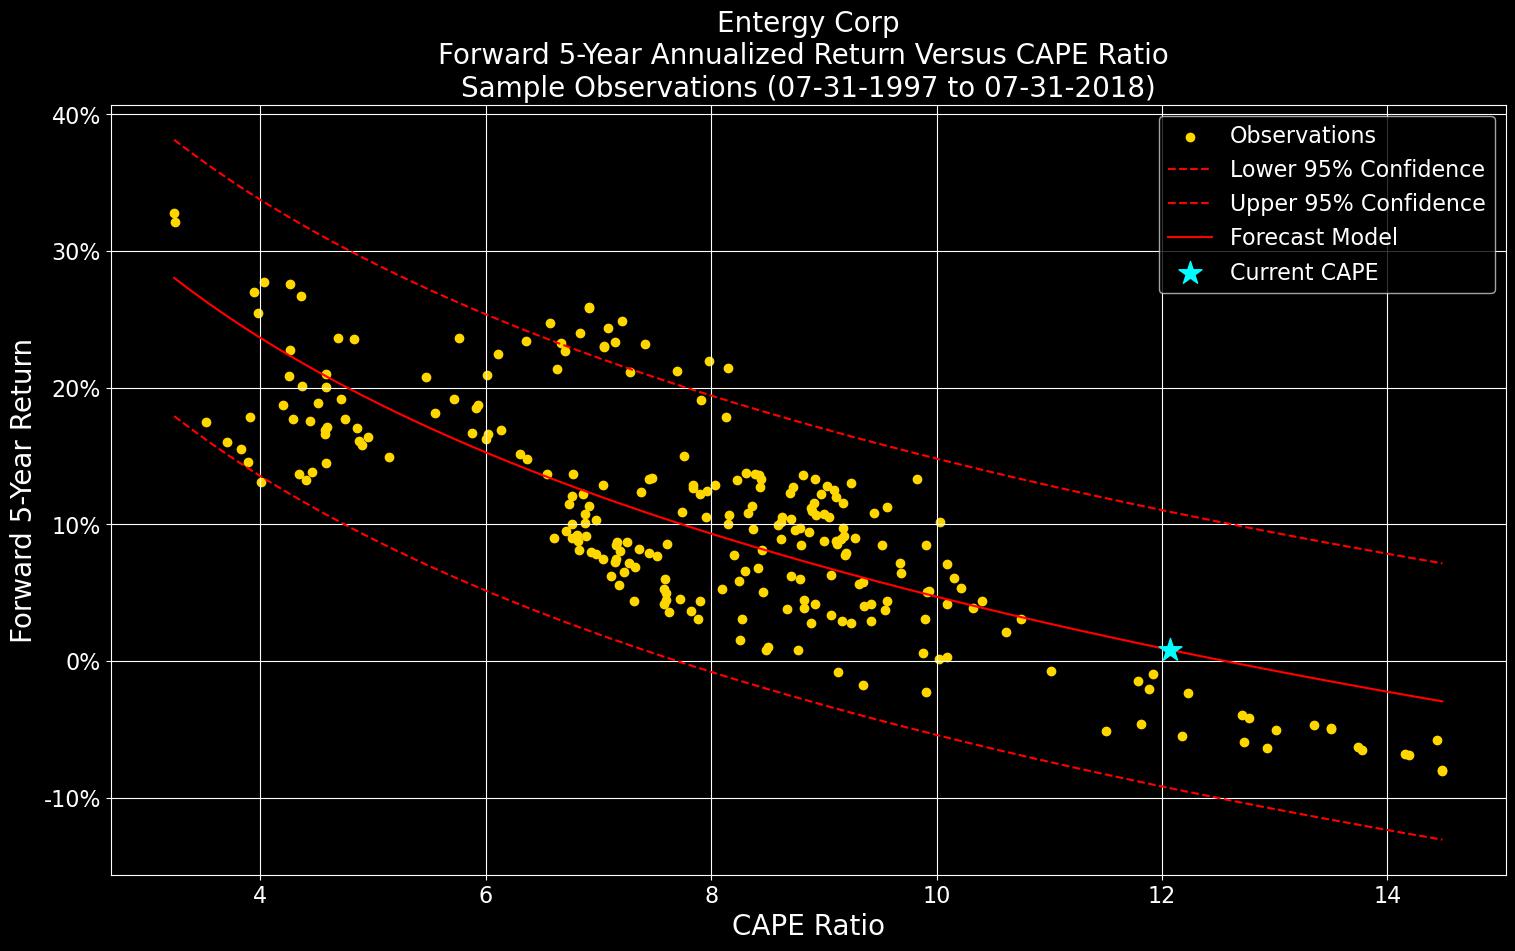 Entergy Corp
Forward 5-Year Annualized Return Versus CAPE Ratio
Sample Observations (07-31-1997 to 07-31-2018)
Observations
Lower 95% Confidence
Upper 95% Confidence
Forecast Model
Current CAPE
Forward 5-Year Return
40%
30%
20%
10%
0%
-10%
4 6 8 10 12 14
CAPE Ratio